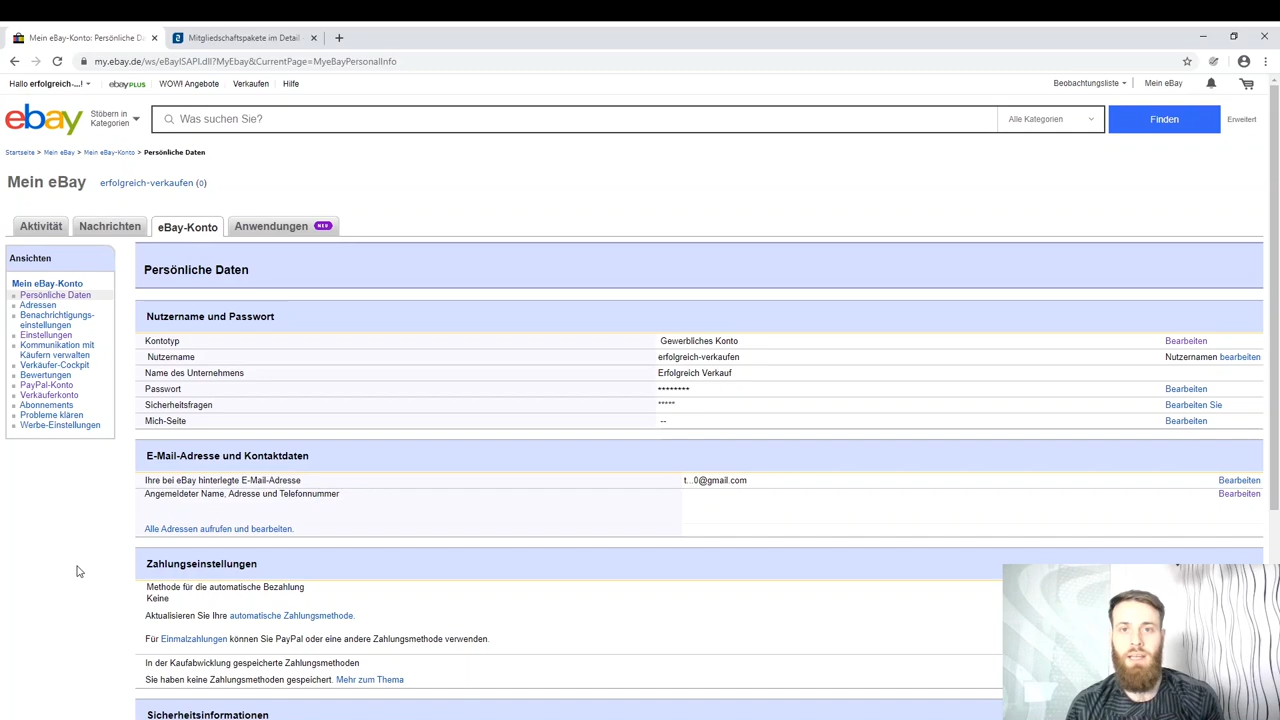 Mein eBay-Konto: Persönliche Da
Mitgliedschaftspakete im Detail
my.ebay.de/ws/eBayISAPI.dll?MyEbay&CurrentPage=MyeBayPersonalInfo
Hallo erfolgreich-...!
ebayPLUS
WOW! Angebote
Verkaufen
Hilfe
Beobachtungsliste
Mein eBay
ebay
Stöbern in
Kategorien
Was suchen Sie?
Alle Kategorien
Finden
Erweitert
Startseite > Mein eBay > Mein eBay-Konto > Persönliche Daten
Mein eBay
erfolgreich-verkaufen (0)
Aktivität
Nachrichten
eBay-Konto
Anwendungen NEU
Ansichten
Mein eBay-Konto
Persönliche Daten
Adressen
Benachrichtigungs-
einstellungen
Einstellungen
Kommunikation mit
Käufern verwalten
Verkäufer-Cockpit
Bewertungen
PayPal-Konto
Verkäuferkonto
Abonnements
Probleme klären
Werbe-Einstellungen
Persönliche Daten
Nutzername und Passwort
Kontotyp Gewerbliches Konto Bearbeiten
Nutzername erfolgreich-verkaufen Nutzernamen bearbeiten
Name des Unternehmens Erfolgreich Verkauf
Passwort ******** Bearbeiten
Sicherheitsfragen ***** Bearbeiten Sie
Mich-Seite -- Bearbeiten
E-Mail-Adresse und Kontaktdaten
Ihre bei eBay hinterlegte E-Mail-Adresse t...0@gmail.com Bearbeiten
Angemeldeter Name, Adresse und Telefonnummer Bearbeiten
Alle Adressen aufrufen und bearbeiten.
Zahlungseinstellungen
Methode für die automatische Bezahlung
Keine
Aktualisieren Sie Ihre automatische Zahlungsmethode.
Für Einmalzahlungen können Sie PayPal oder eine andere Zahlungsmethode verwenden.
In der Kaufabwicklung gespeicherte Zahlungsmethoden
Sie haben keine Zahlungsmethoden gespeichert. Mehr zum Thema
Sicherheitsinformationen